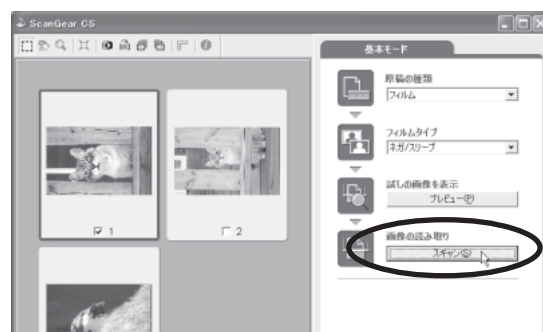 ScanGear CS
基本モード
原稿の種類
フィルム
フィルムタイプ
ネガ/スリーブ
試しの画像を表示
プレビュー(P)
画像の読み取り
スキャン(S)
1
2